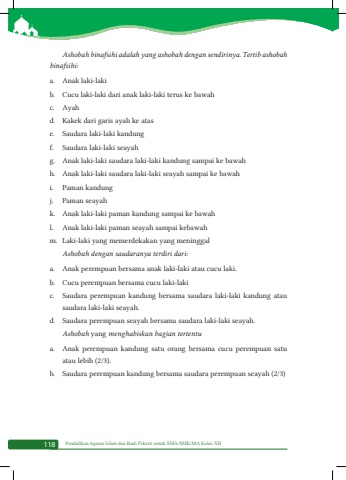 Ashobah binafsihi adalah yang ashobah dengan sendirinya. Tertib ashobah
binafsihi:
a. Anak laki-laki
b. Cucu laki-laki dari anak laki-laki terus ke bawah
c. Ayah
d. Kakek dari garis ayah ke atas
e. Saudara laki-laki kandung
f. Saudara laki-laki seayah
g. Anak laki-laki saudara laki-laki kandung sampai ke bawah
h. Anak laki-laki saudara laki-laki seayah sampai ke bawah
i. Paman kandung
j. Paman seayah
k. Anak laki-laki paman kandung sampai ke bawah
l. Anak laki-laki paman seayah sampai kebawah
m. Laki-laki yang memerdekakan yang meninggal
Ashobah dengan saudaranya terdiri dari:
a. Anak perempuan bersama anak laki-laki atau cucu laki.
b. Cucu perempuan bersama cucu laki-laki
c. Saudara perempuan kandung bersama saudara laki-laki kandung atau
saudara laki-laki seayah.
d. Saudara perempuan seayah bersama saudara laki-laki seayah.
Ashobah yang menghabiskan bagian tertentu
a. Anak perempuan kandung satu orang bersama cucu perempuan satu
atau lebih (2/3).
b. Saudara perempuan kandung bersama saudara perempuan seayah (2/3)
118 Pendidikan Agama Islam dan Budi Pekerti untuk SMA/SMK/MA Kelas XII